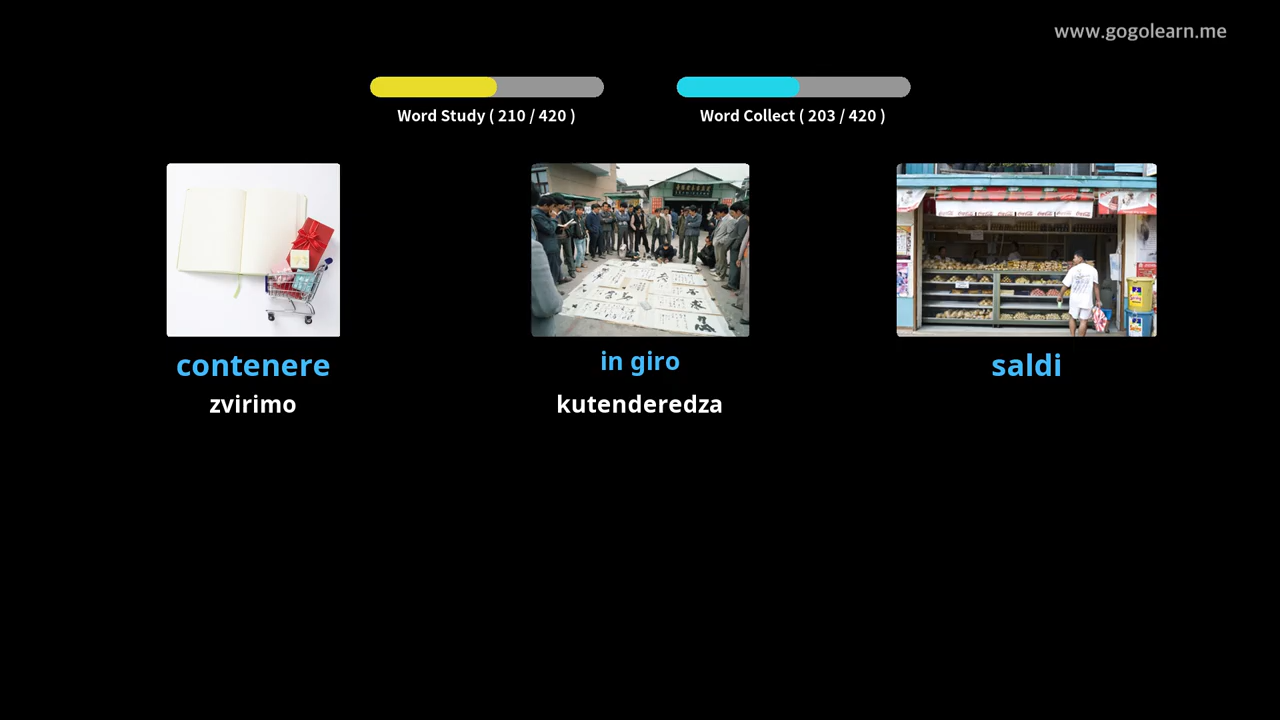 www.gogolearn.me
Word Study ( 210 / 420 )
Word Collect ( 203 / 420 )
contenere
in giro
saldi
zvirimo
kutenderedza